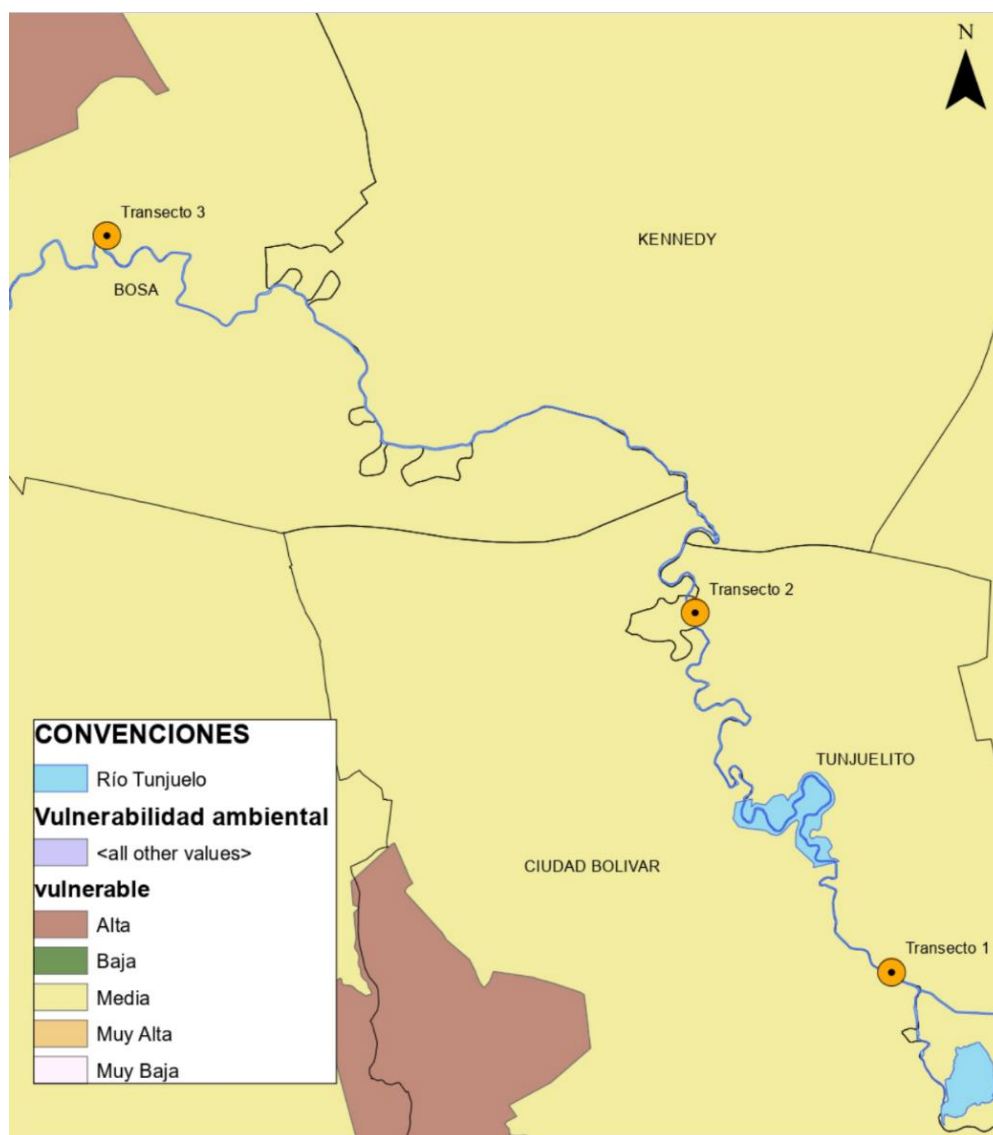 N
Transecto 3
KENNEDY
BOSA
Transecto 2
TUNJUELITO
CIUDAD BOLIVAR
Transecto 1
CONVENCIONES
Río Tunjuelo
Vulnerabilidad ambiental
<all other values>
vulnerable
Alta
Baja
Media
Muy Alta
Muy Baja